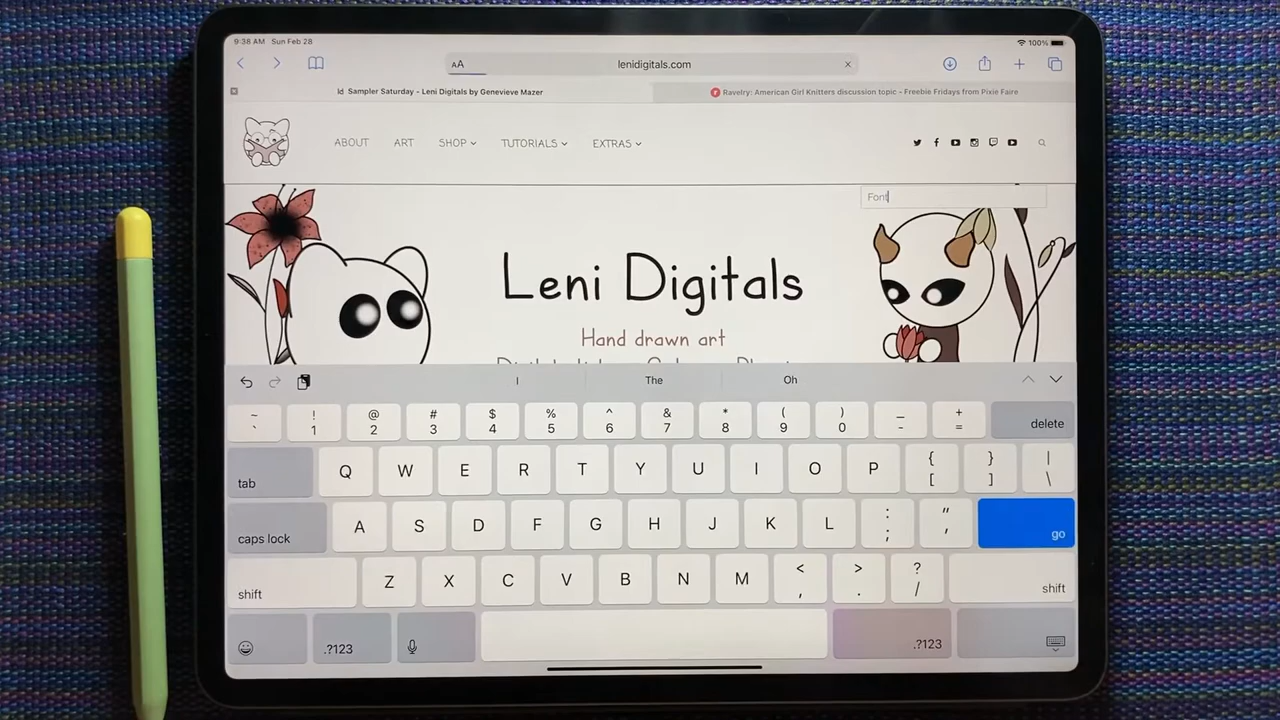 9:38 AM Sun Feb 28
100%
AA
lenidigitals.com
ld Sampler Saturday - Leni Digitals by Genevieve Mazer
Ravelry: American Girl Knitters discussion topic - Freebie Fridays from Pixie Faire
ABOUT ART SHOP TUTORIALS EXTRAS
Font
Leni Digitals
Hand drawn art
I The Oh
~ ! @ # $ % ^ & * ( ) — +
` 1 2 3 4 5 6 7 8 9 0 - = delete
tab Q W E R T Y U I O P { [ } ] | \
caps lock A S D F G H J K L : ; " ' go
shift Z X C V B N M < , > . ? / shift
.?123 .?123